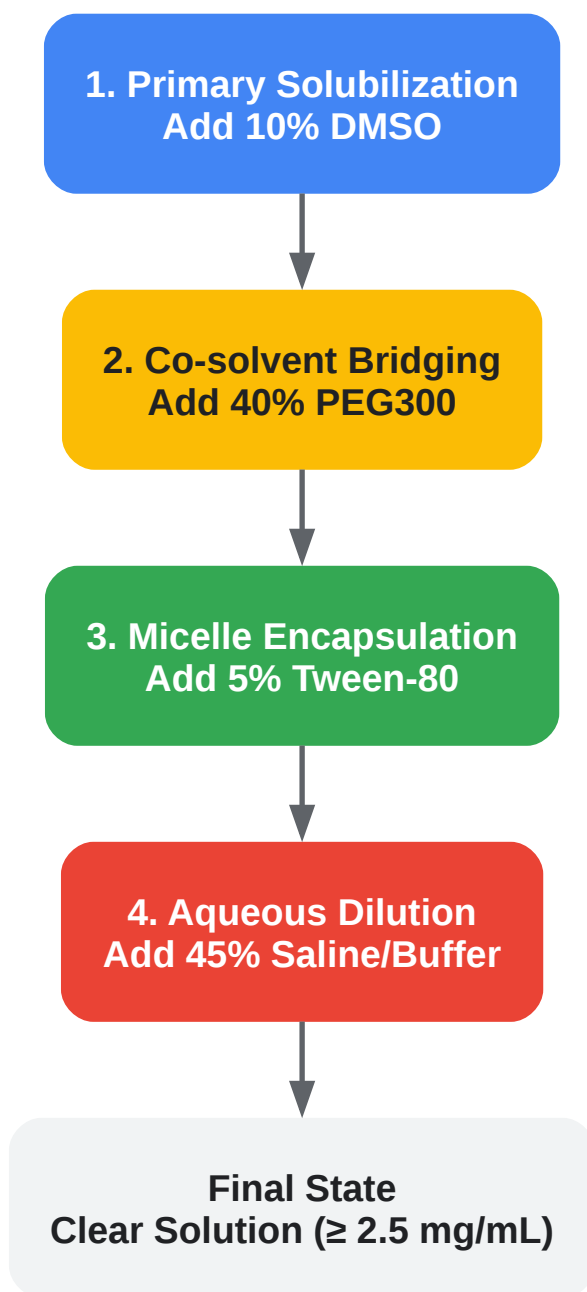 1. Primary Solubilization
Add 10% DMSO
2. Co-solvent Bridging
Add 40% PEG300
3. Micelle Encapsulation
Add 5% Tween-80
4. Aqueous Dilution
Add 45% Saline/Buffer
Final State
Clear Solution (≥ 2.5 mg/mL)